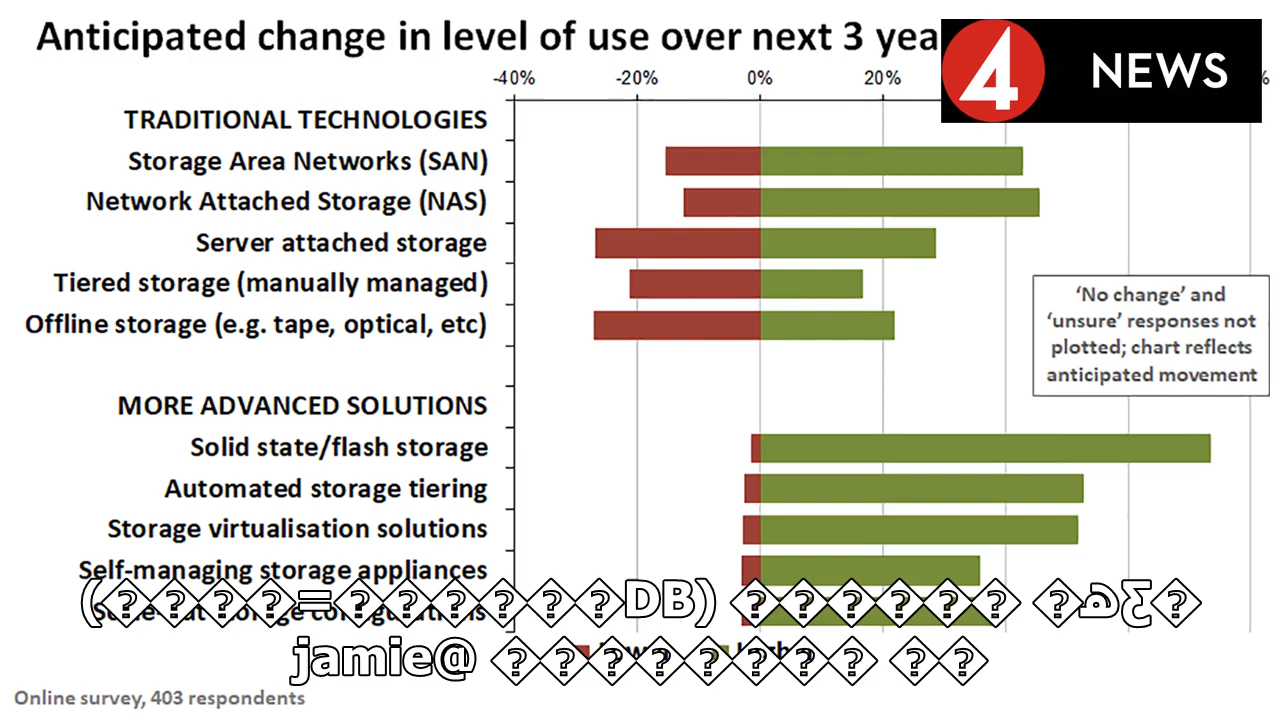 Anticipated change in level of use over next 3
4 NEWS
-40% -20% 0% 20%
TRADITIONAL TECHNOLOGIES
Storage Area Networks (SAN)
Network Attached Storage (NAS)
Server attached storage
Tiered storage (manually managed)
Offline storage (e.g. tape, optical, etc)
‘No change’ and
‘unsure’ responses not
plotted; chart reflects
anticipated movement
MORE ADVANCED SOLUTIONS
Solid state/flash storage
Automated storage tiering
Storage virtualisation solutions
Self-managing storage appliances
(����=������DB) ������
jamie@ �������� ��
Online survey, 403 respondents